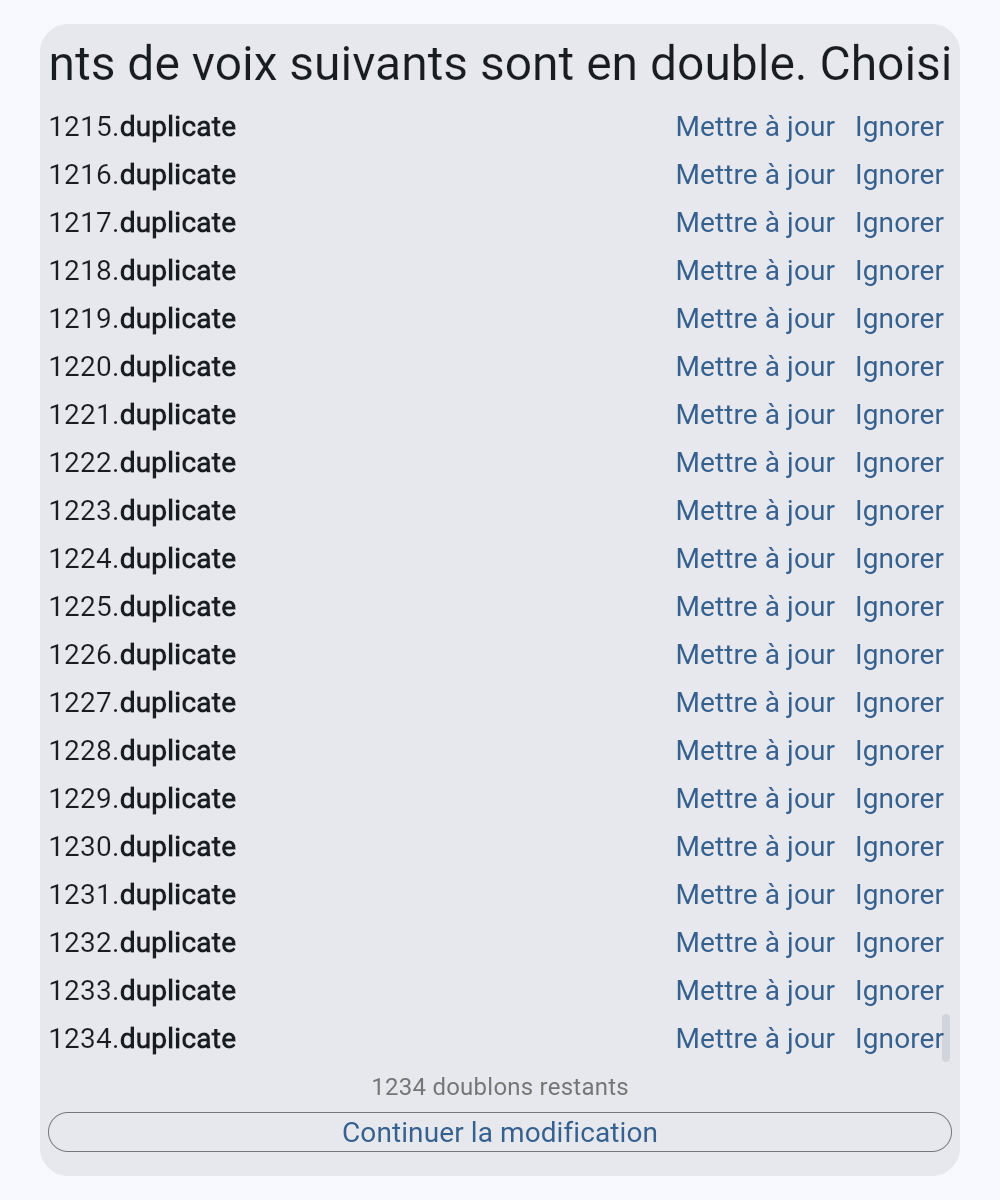 nts de voix suivants sont en double. Choisi
1215.duplicate Mettre à jour Ignorer
1216.duplicate Mettre à jour Ignorer
1217.duplicate Mettre à jour Ignorer
1218.duplicate Mettre à jour Ignorer
1219.duplicate Mettre à jour Ignorer
1220.duplicate Mettre à jour Ignorer
1221.duplicate Mettre à jour Ignorer
1222.duplicate Mettre à jour Ignorer
1223.duplicate Mettre à jour Ignorer
1224.duplicate Mettre à jour Ignorer
1225.duplicate Mettre à jour Ignorer
1226.duplicate Mettre à jour Ignorer
1227.duplicate Mettre à jour Ignorer
1228.duplicate Mettre à jour Ignorer
1229.duplicate Mettre à jour Ignorer
1230.duplicate Mettre à jour Ignorer
1231.duplicate Mettre à jour Ignorer
1232.duplicate Mettre à jour Ignorer
1233.duplicate Mettre à jour Ignorer
1234.duplicate Mettre à jour Ignorer
1234 doublons restants
Continuer la modification